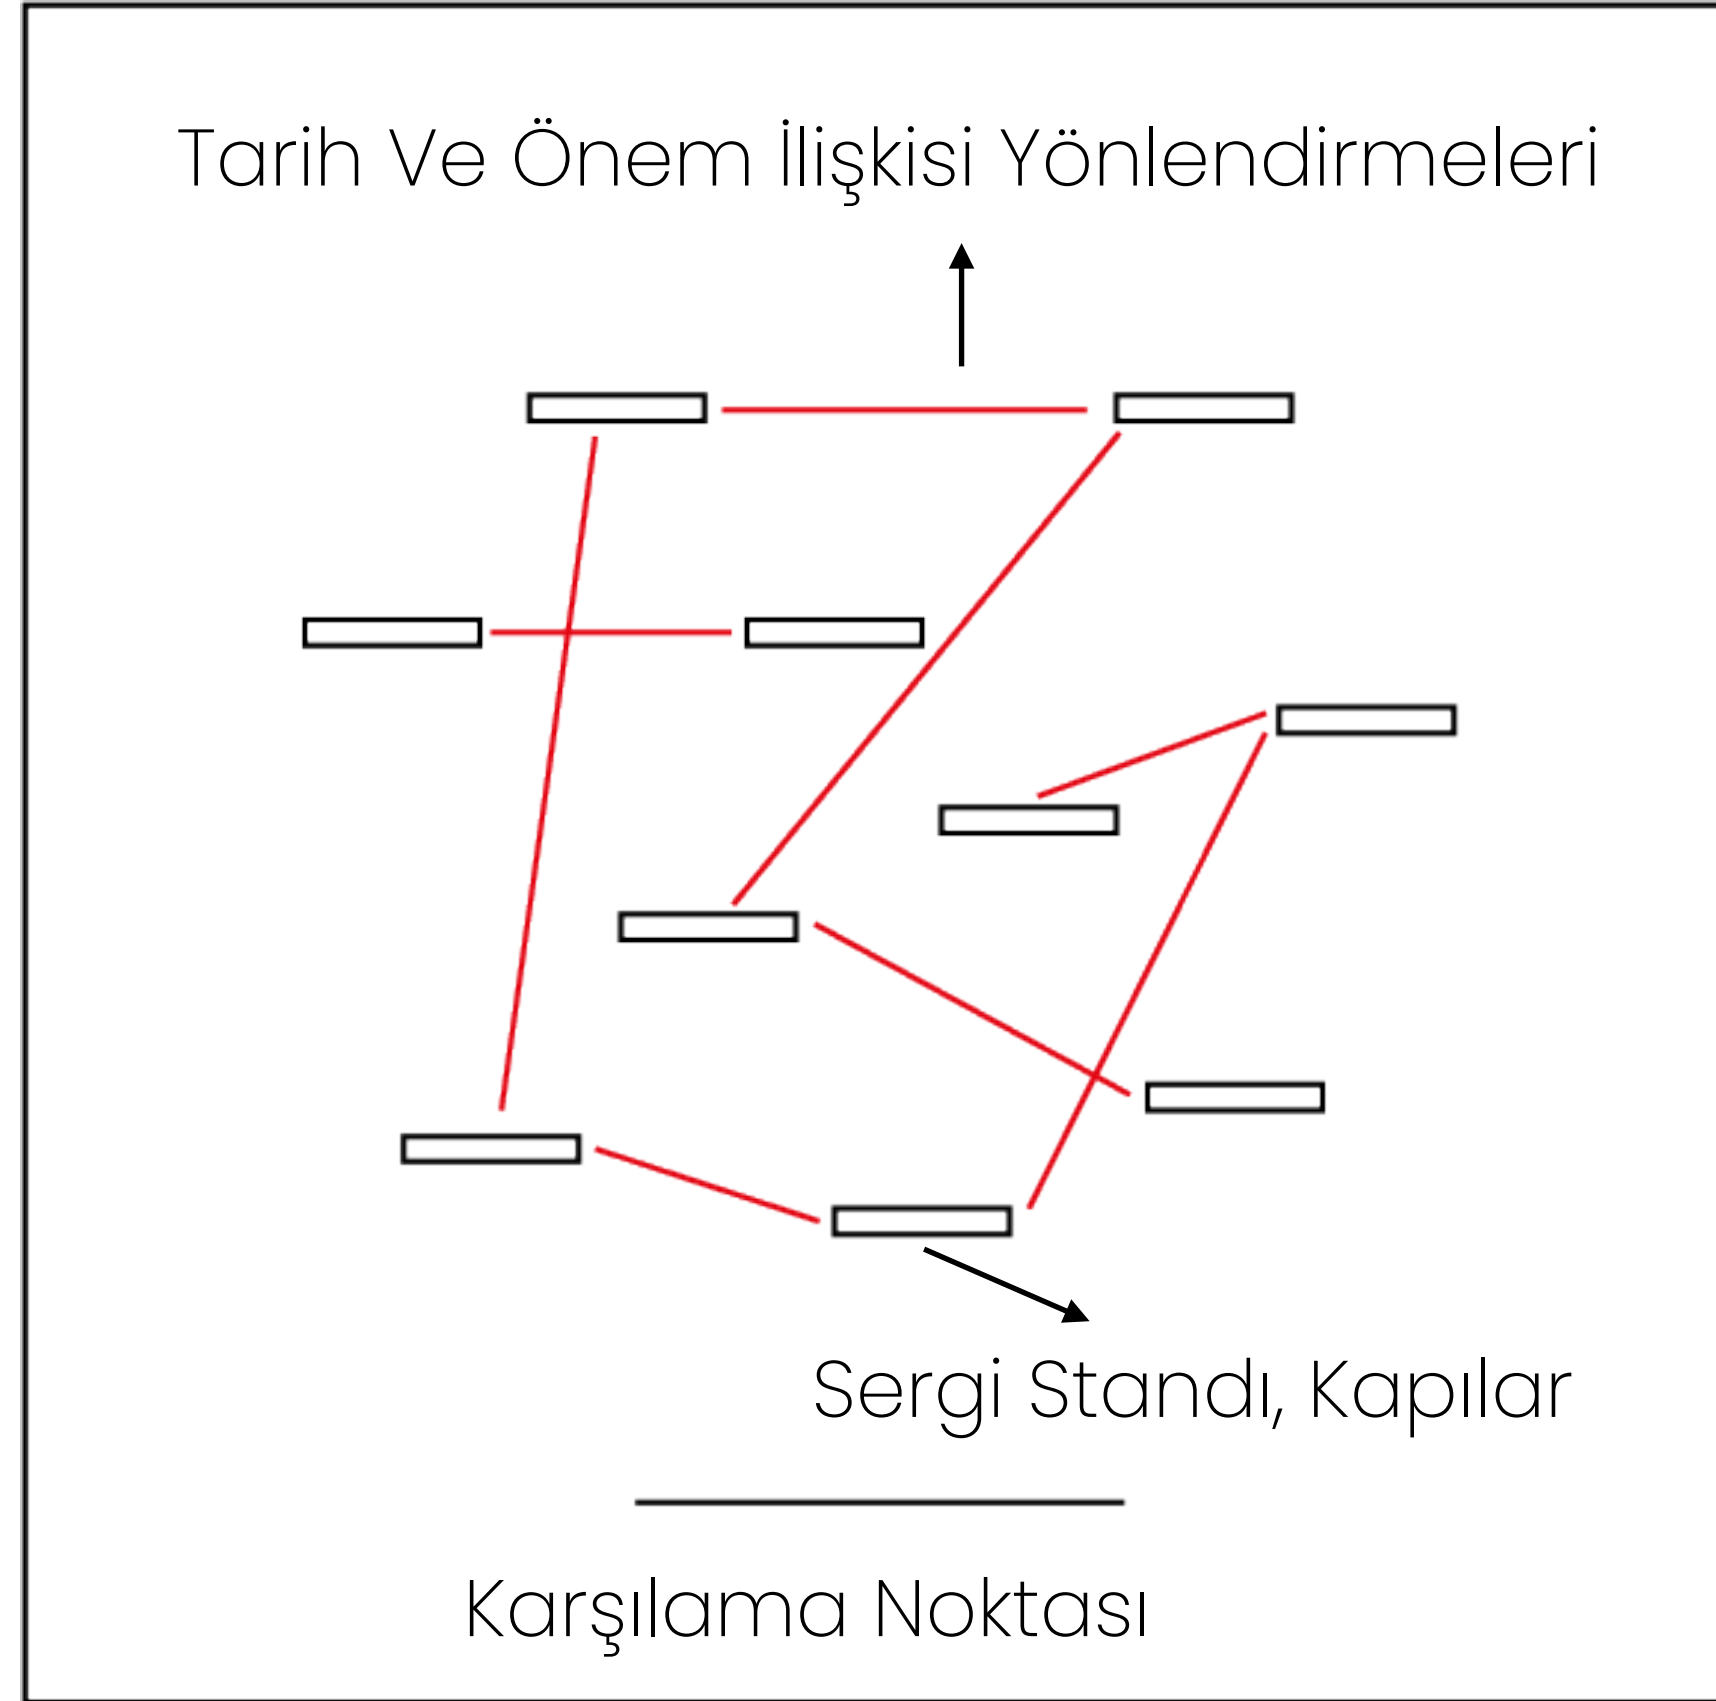 Tarih Ve Önem İlişkisi Yönlendirmeleri
Sergi Standı, Kapılar
Karşılama Noktası